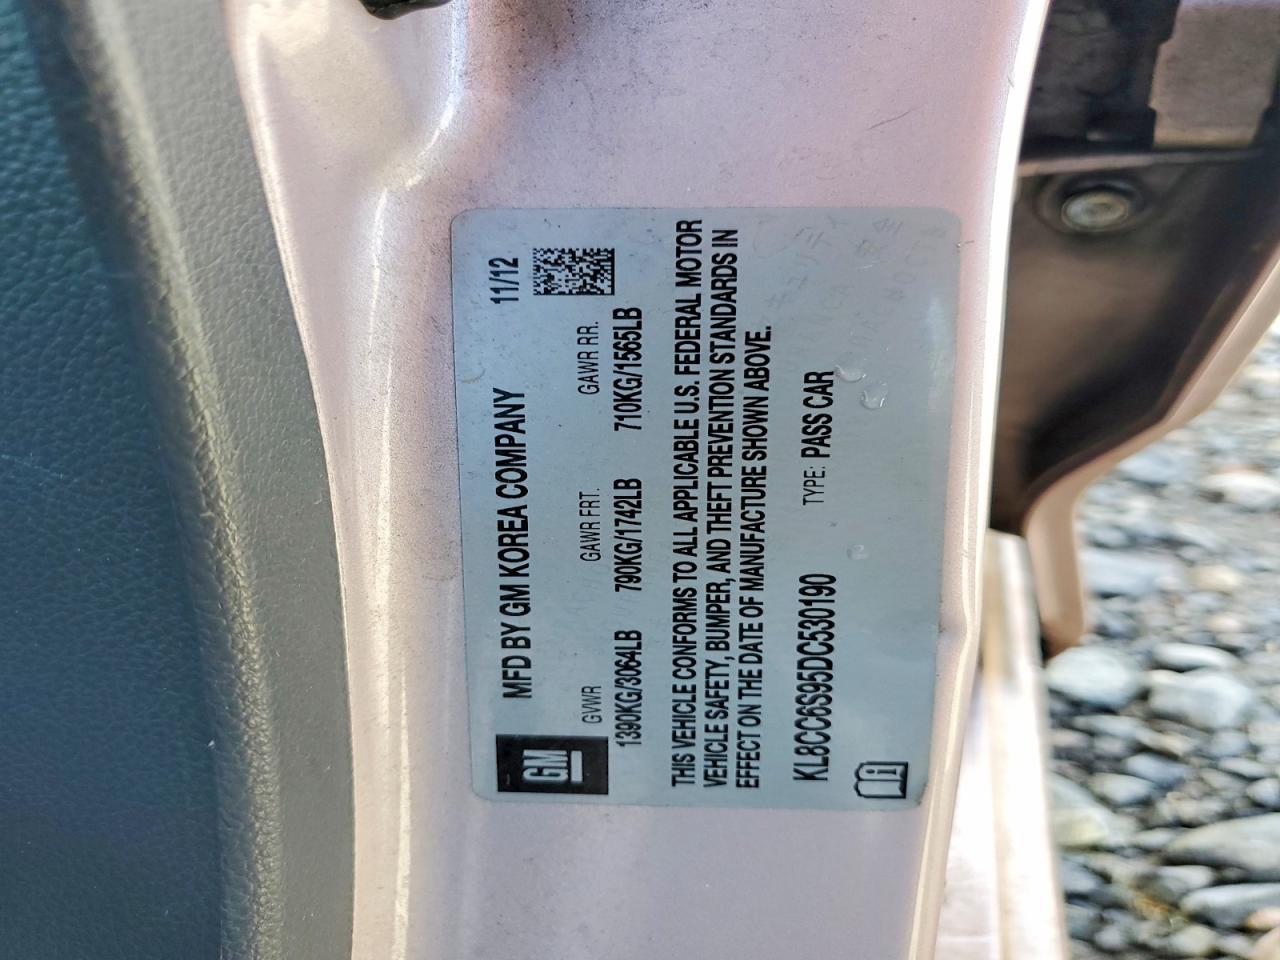 MFD BY GM KOREA COMPANY 11/12
GM
GVWR GAWR FRT. GAWR RR.
1390KG/3064LB 790KG/1742LB 710KG/1565LB
THIS VEHICLE CONFORMS TO ALL APPLICABLE U.S. FEDERAL MOTOR
VEHICLE SAFETY, BUMPER, AND THEFT PREVENTION STANDARDS IN
EFFECT ON THE DATE OF MANUFACTURE SHOWN ABOVE.
KL8CC6S95DC530190 TYPE: PASS CAR